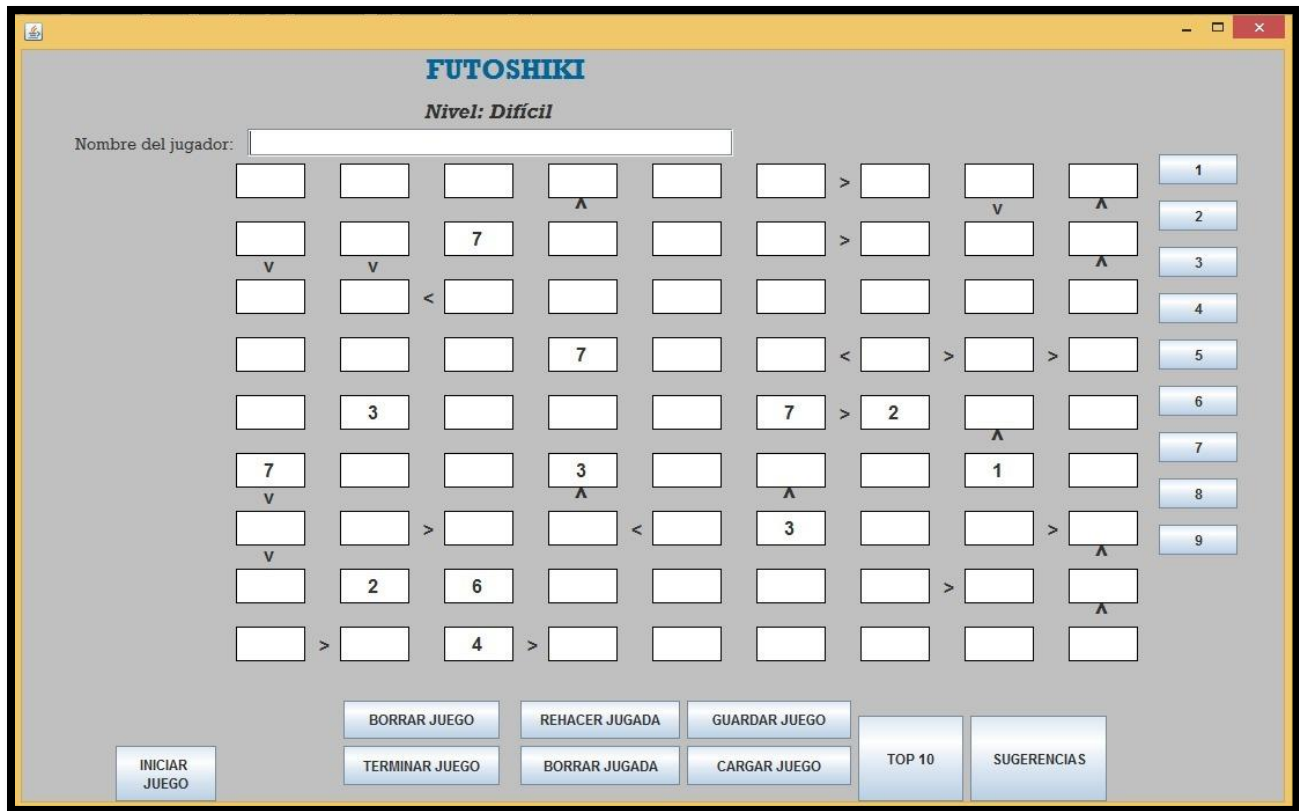 FUTOSHIKI
Nivel: Difícil
Nombre del jugador:
> 1
ʌ v ʌ
7 > 2
v v ʌ 3
<
4
7 < > > 5
3 7 > 2 6
ʌ
7 3 1 7
v ʌ ʌ
> < 3 > 8
v ʌ 9
2 6 >
ʌ
> 4 >
BORRAR JUEGO REHACER JUGADA GUARDAR JUEGO
INICIAR JUEGO TERMINAR JUEGO BORRAR JUGADA CARGAR JUEGO TOP 10 SUGERENCIAS